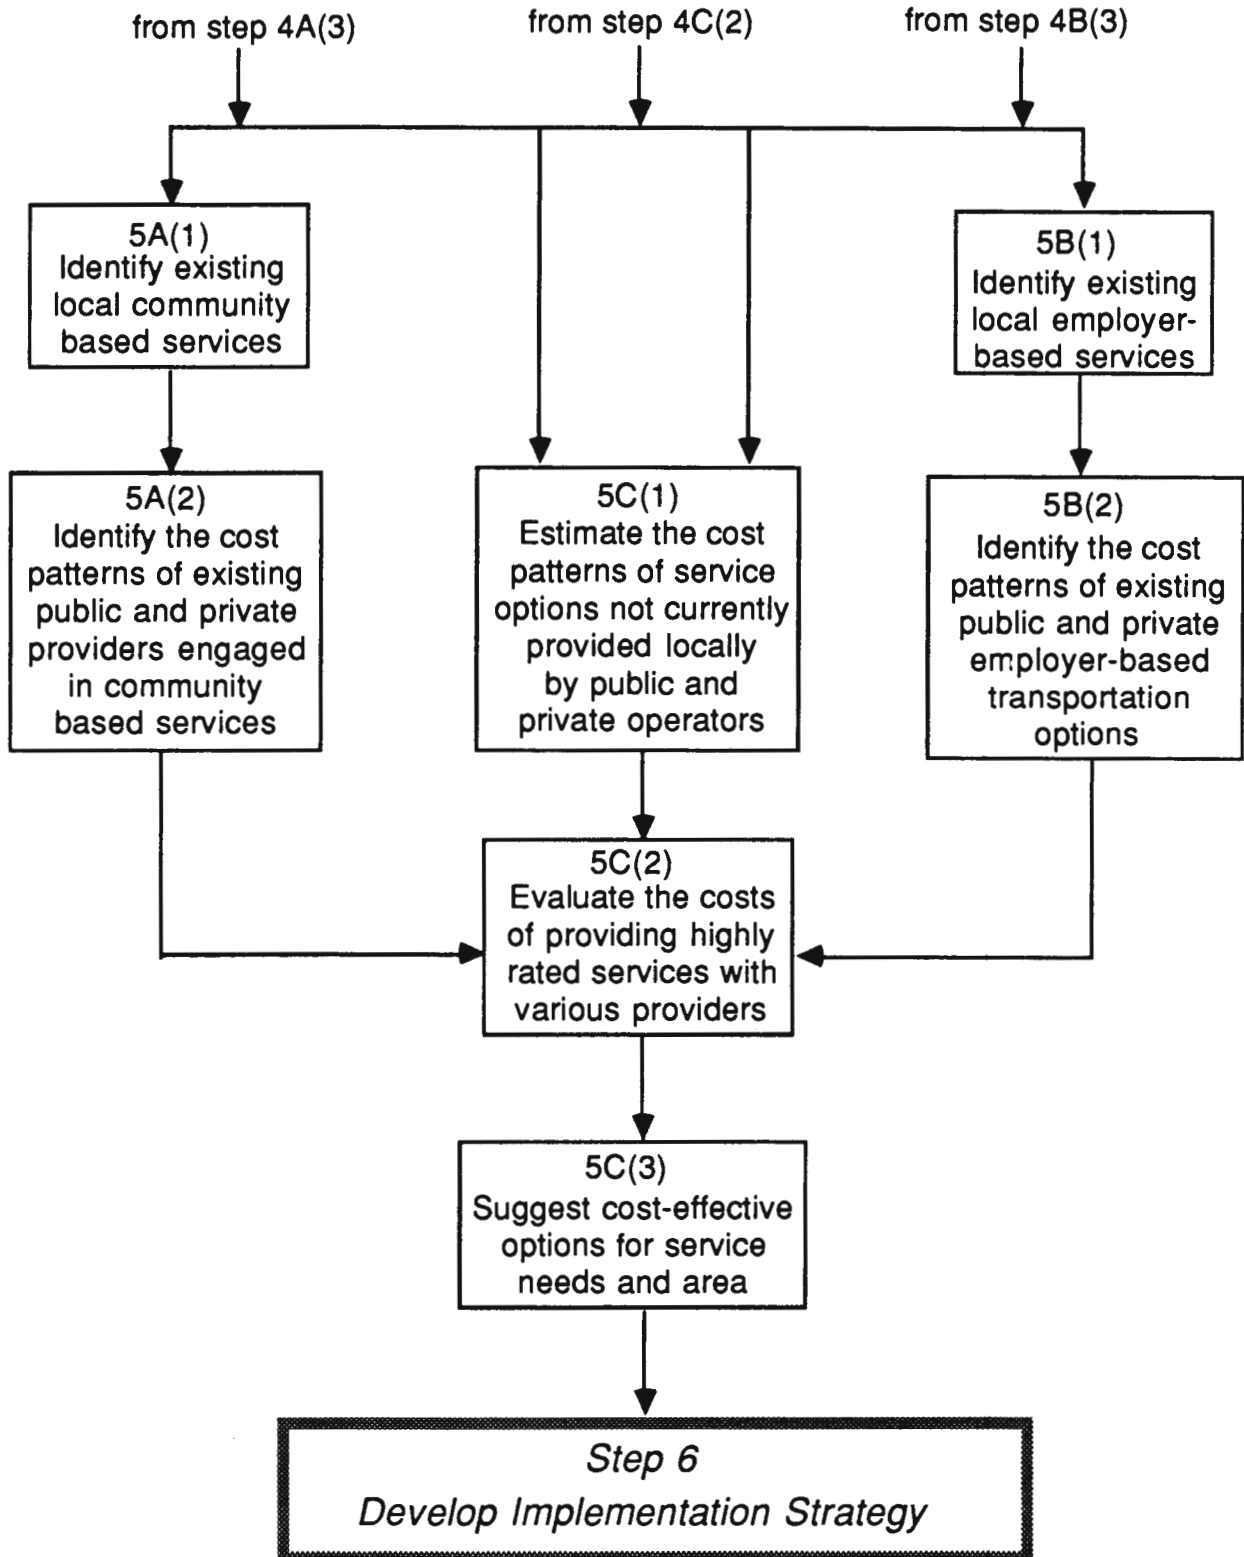 from step 4A(3)
from step 4C(2)
from step 4B(3)
5A(1)
Identify existing
local community
based services
5B(1)
Identify existing
local employer-
based services
5A(2)
Identify the cost
patterns of existing
public and private
providers engaged
in community
based services
5C(1)
Estimate the cost
patterns of service
options not currently
provided locally
by public and
private operators
5B(2)
Identify the cost
patterns of existing
public and private
employer-based
transportation
options
5C(2)
Evaluate the costs
of providing highly
rated services with
various providers
5C(3)
Suggest cost-effective
options for service
needs and area
Step 6
Develop Implementation Strategy